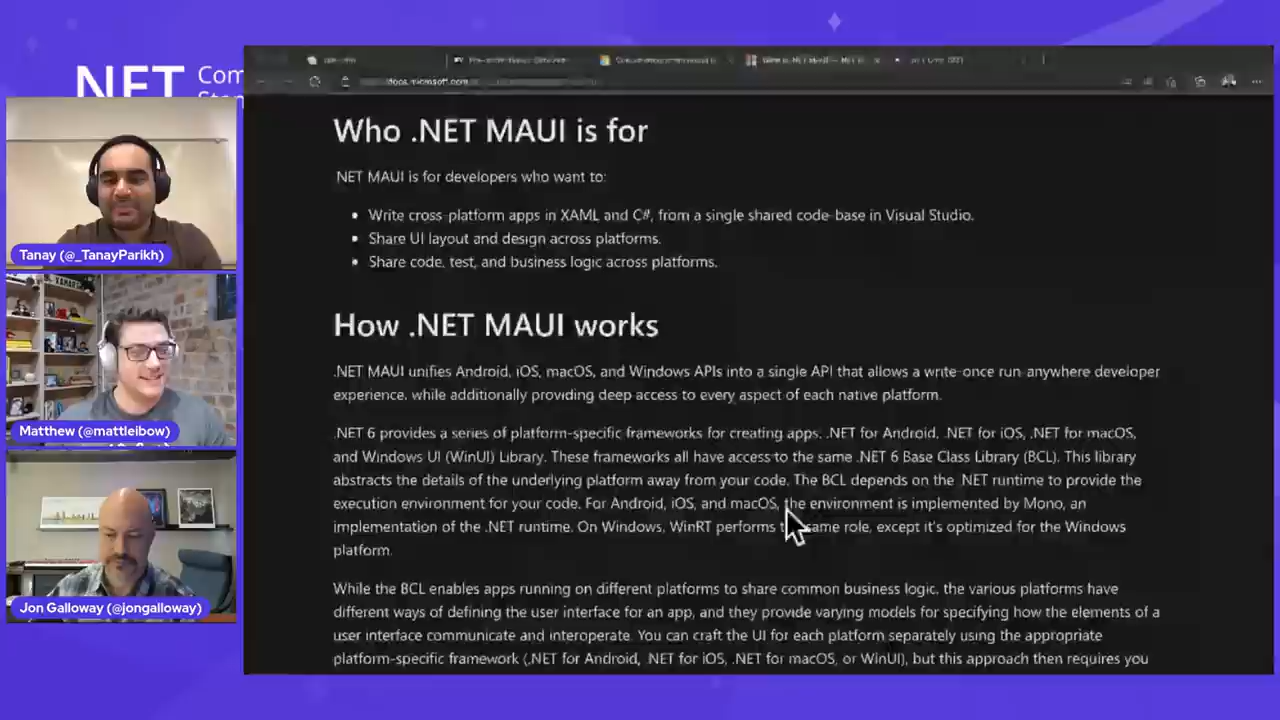 .NET
Com
Tanay (@_TanayParikh)
Matthew (@mattleibow)
Jon Galloway (@jongalloway)
docs.microsoft.com
Who .NET MAUI is for
.NET MAUI is for developers who want to:
• Write cross-platform apps in XAML and C#, from a single shared code-base in Visual Studio.
• Share UI layout and design across platforms.
• Share code, test, and business logic across platforms.
How .NET MAUI works
.NET MAUI unifies Android, iOS, macOS, and Windows APIs into a single API that allows a write-once run-anywhere developer
experience, while additionally providing deep access to every aspect of each native platform.
.NET 6 provides a series of platform-specific frameworks for creating apps: .NET for Android, .NET for iOS, .NET for macOS,
and Windows UI (WinUI) Library. These frameworks all have access to the same .NET 6 Base Class Library (BCL). This library
abstracts the details of the underlying platform away from your code. The BCL depends on the .NET runtime to provide the
execution environment for your code. For Android, iOS, and macOS, the environment is implemented by Mono, an
implementation of the .NET runtime. On Windows, WinRT performs same role, except it's optimized for the Windows
platform.
While the BCL enables apps running on different platforms to share common business logic, the various platforms have
different ways of defining the user interface for an app, and they provide varying models for specifying how the elements of a
user interface communicate and interoperate. You can craft the UI for each platform separately using the appropriate
platform-specific framework (.NET for Android, .NET for iOS, .NET for macOS, or WinUI), but this approach then requires you